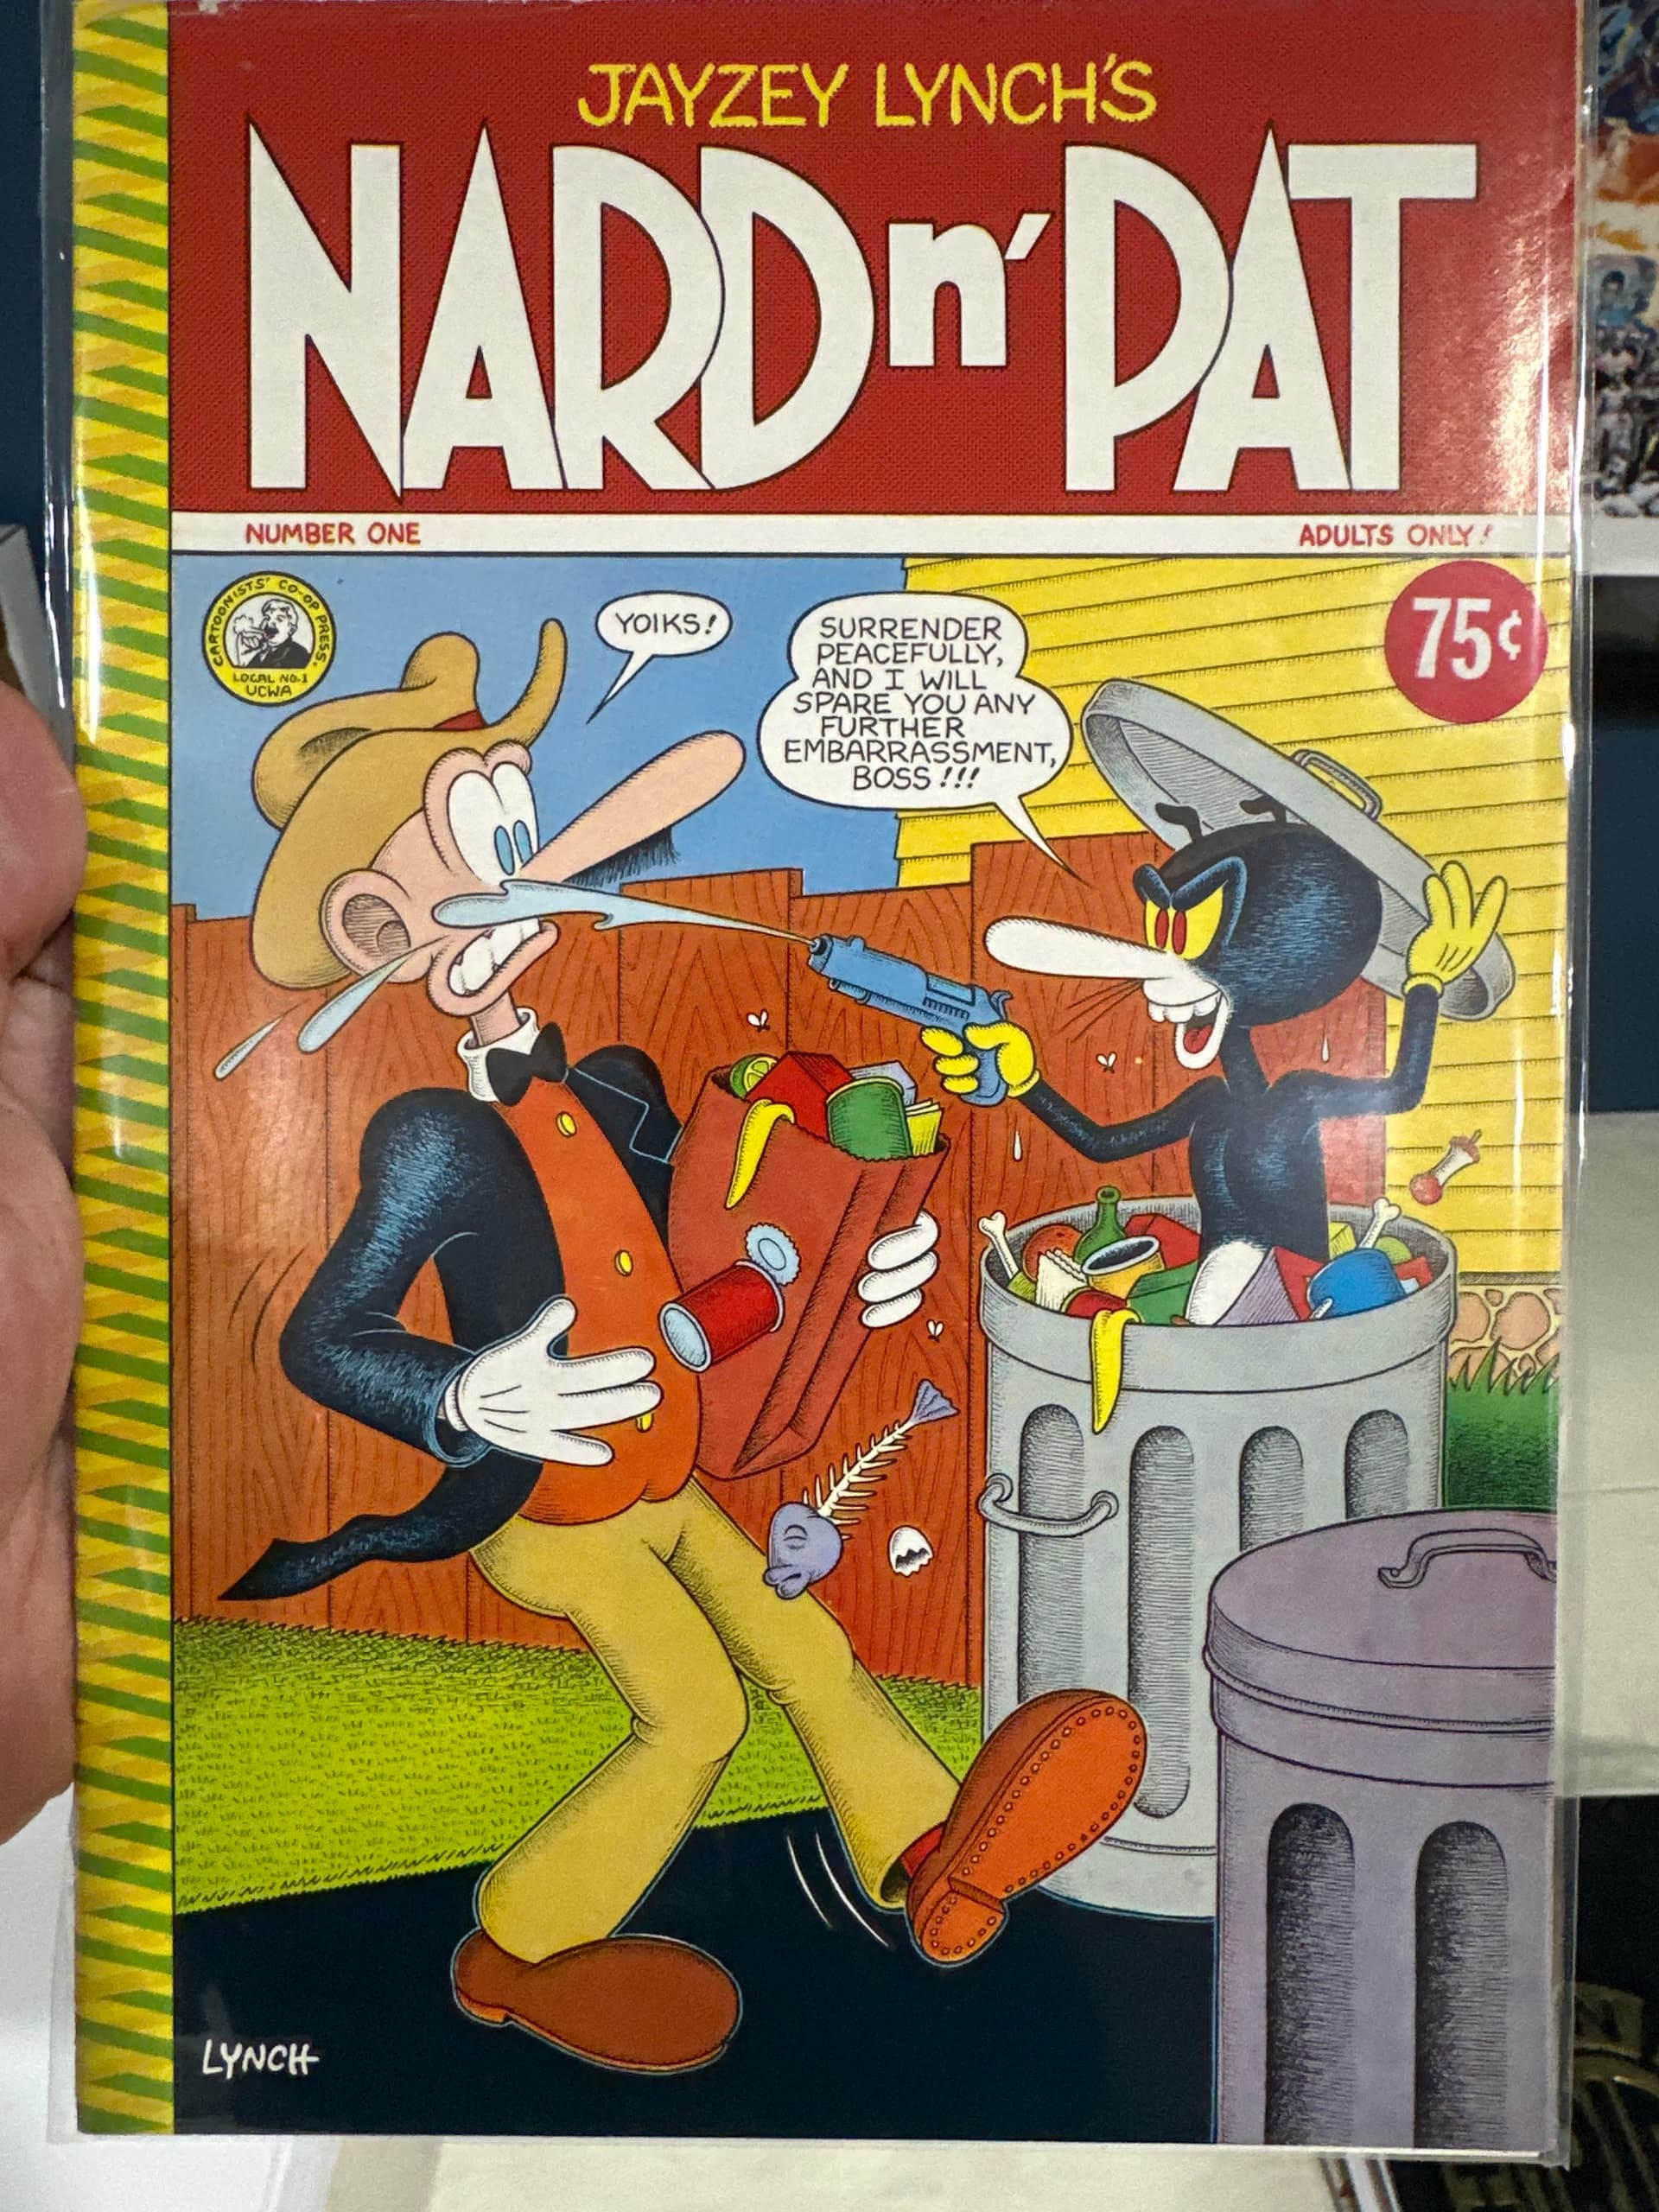 JAYZEY LYNCH'S
NARD n' PAT
NUMBER ONE
ADULTS ONLY!
CARTOONISTS' CO-OP PRESS.
LOCAL NO.1
UCWA
YOIKS!
SURRENDER
PEACEFULLY,
AND I WILL
SPARE YOU ANY
FURTHER
EMBARRASSMENT,
BOSS!!!
75¢
LYNCH